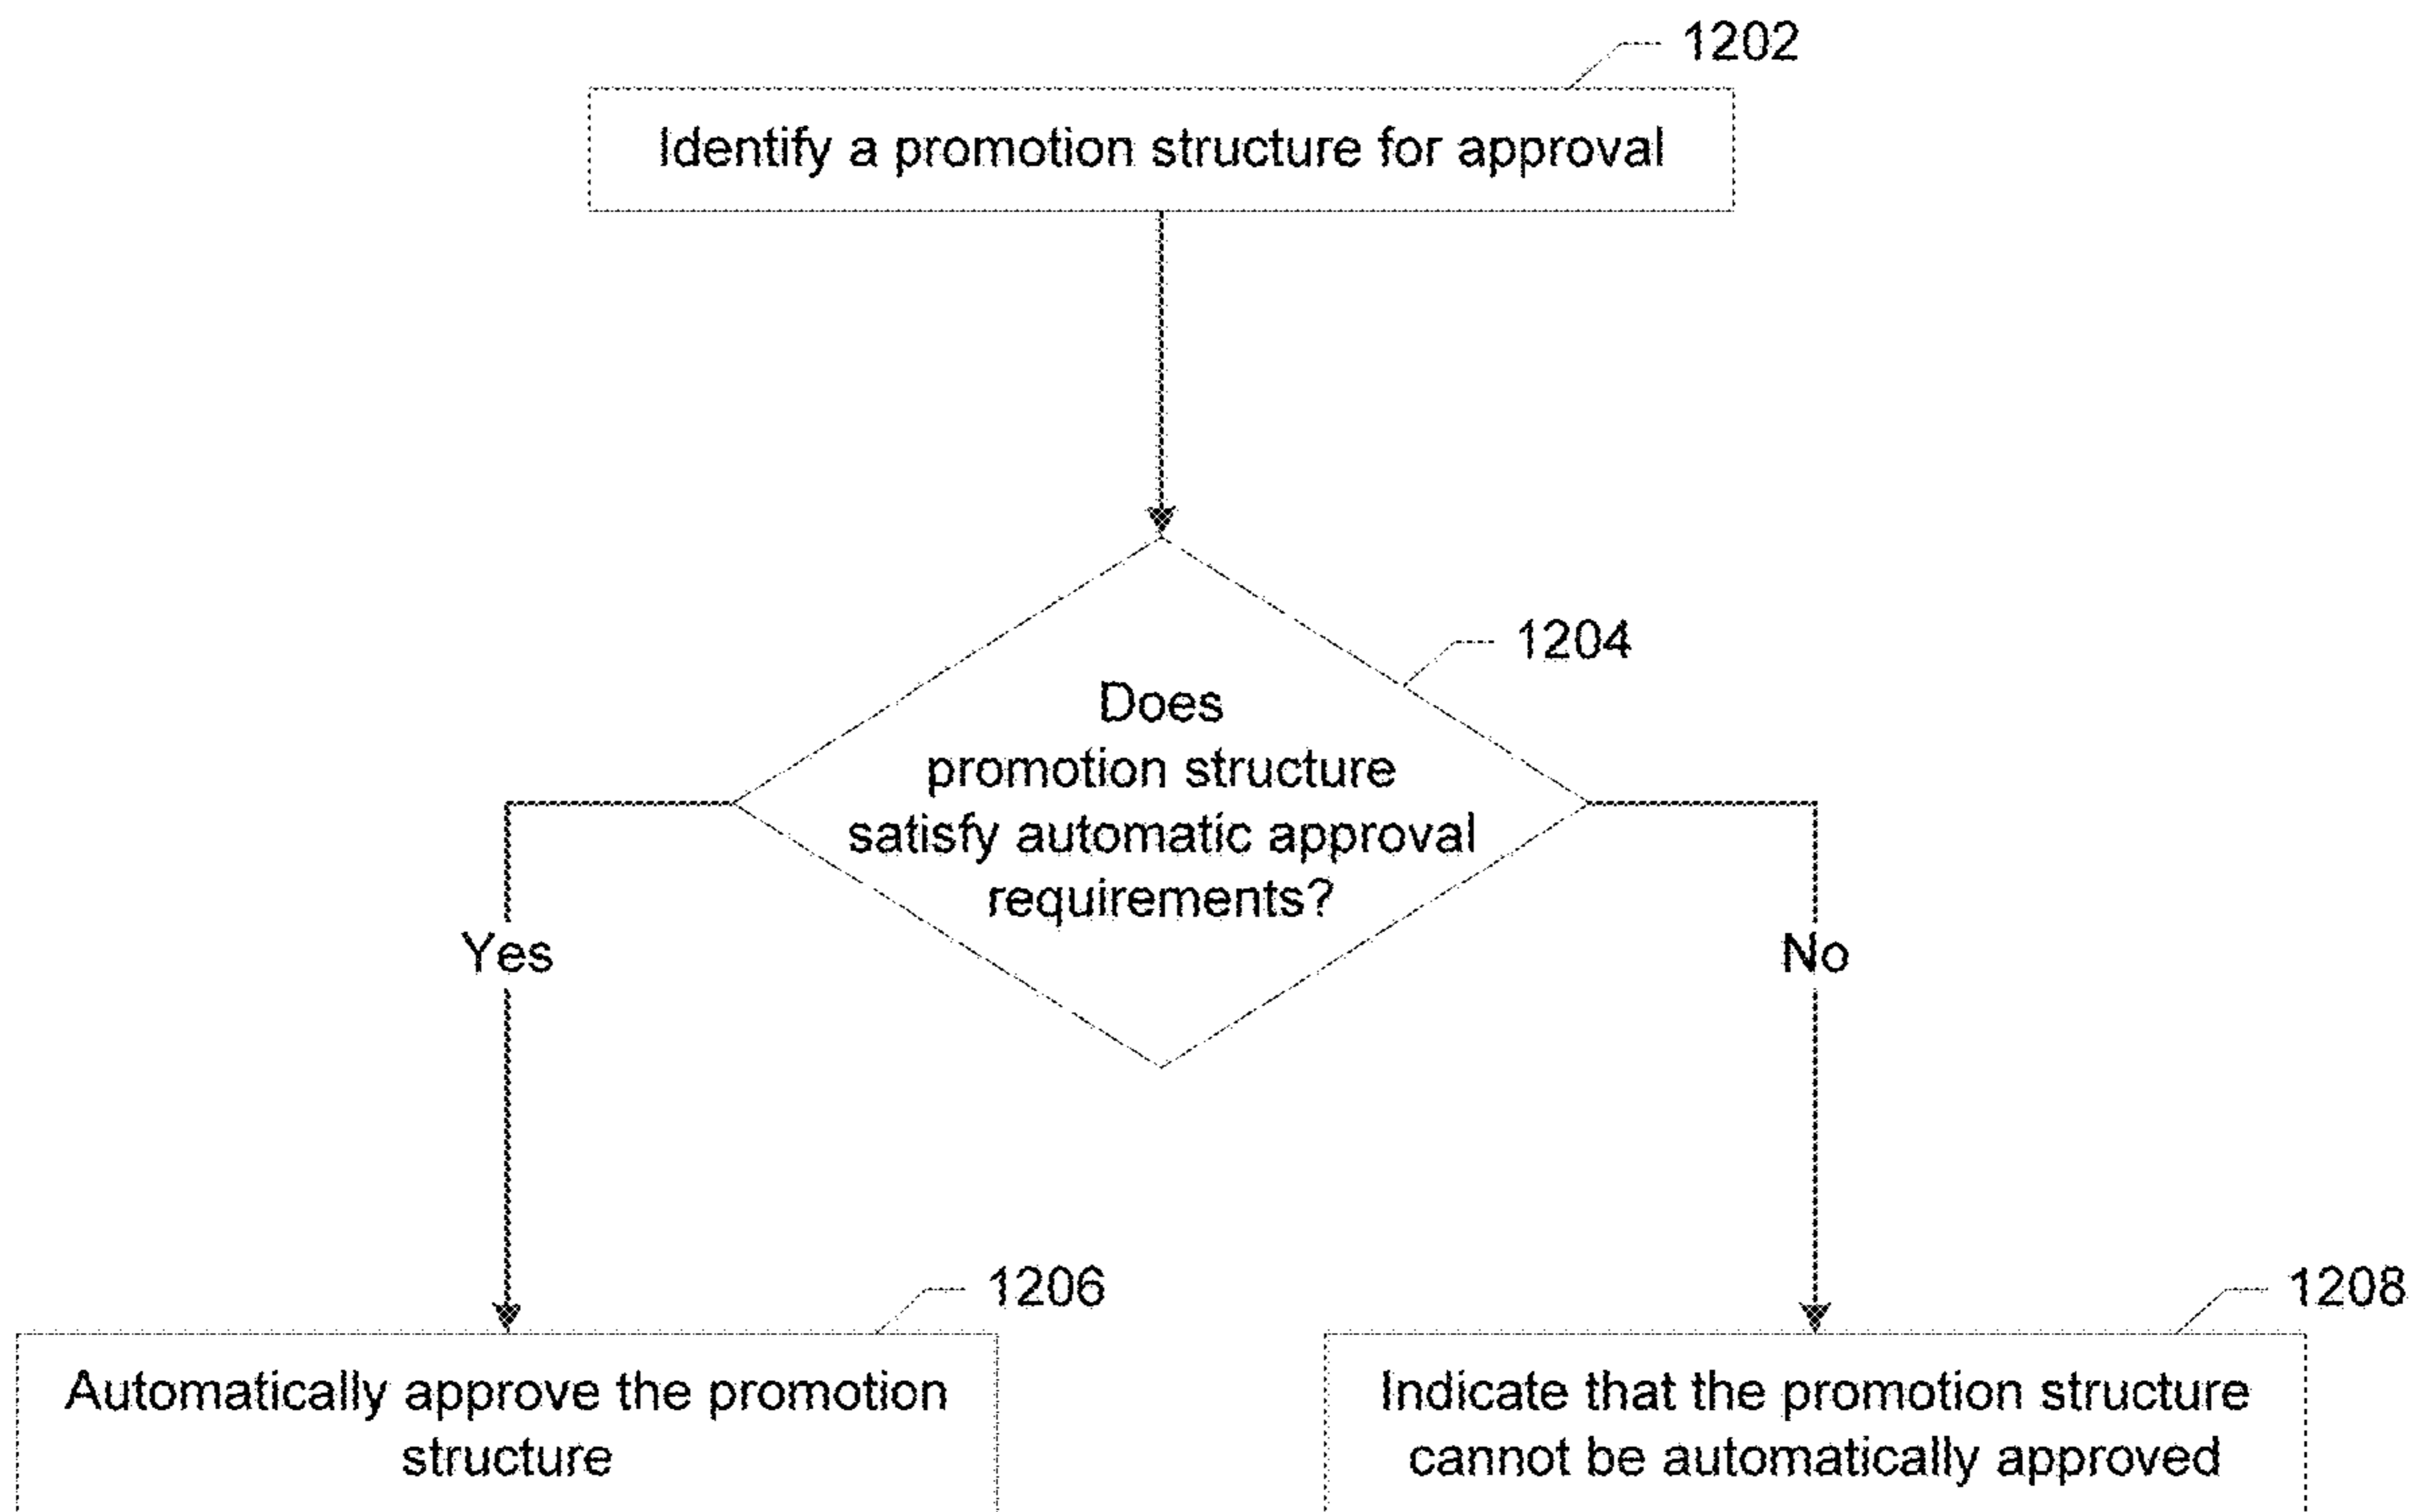 1202
Identify a promotion structure for approval
1204
Does
promotion structure
satisfy automatic approval
requirements?
Yes
No
1206
Automatically approve the promotion
structure
1208
Indicate that the promotion structure
cannot be automatically approved